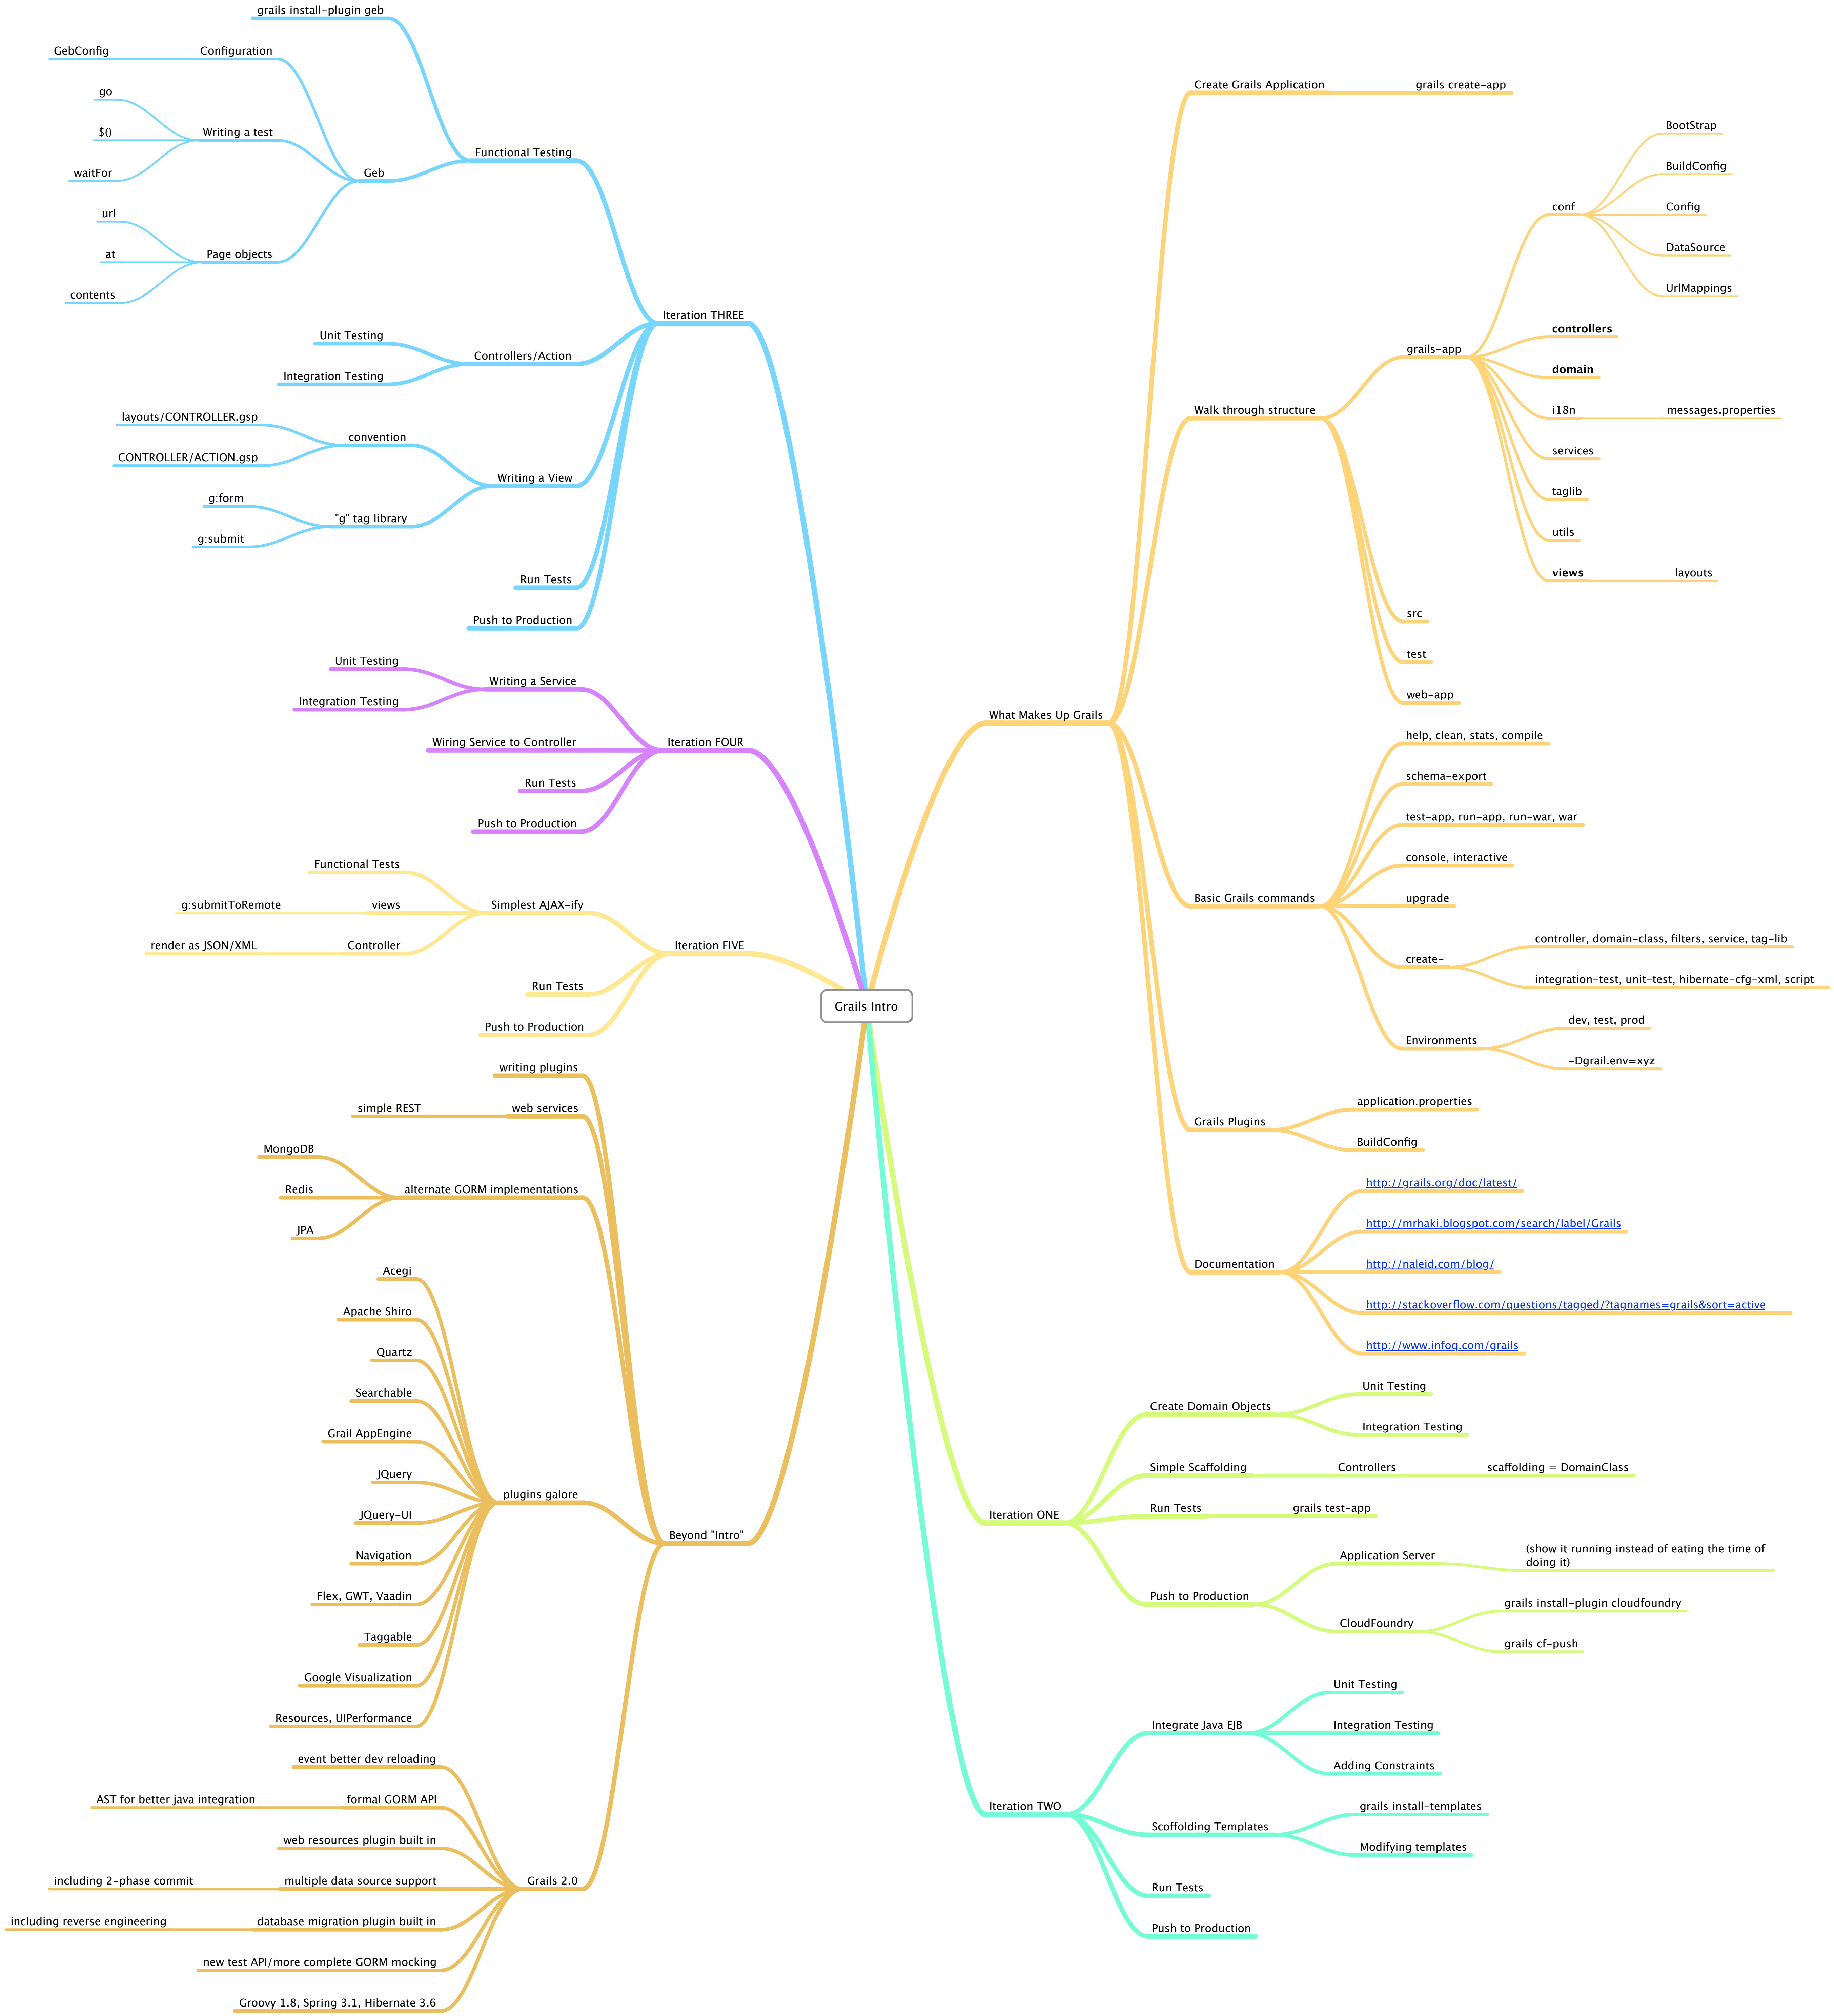 Grails Intro
What Makes Up Grails
Create Grails Application
grails create-app
Walk through structure
grails-app
conf
BootStrap
BuildConfig
Config
DataSource
UrlMappings
controllers
domain
i18n
messages.properties
services
taglib
utils
views
layouts
src
test
web-app
Basic Grails commands
help, clean, stats, compile
schema-export
test-app, run-app, run-war, war
console, interactive
upgrade
create-
controller, domain-class, filters, service, tag-lib
integration-test, unit-test, hibernate-cfg-xml, script
Environments
dev, test, prod
-Dgrail.env=xyz
Grails Plugins
application.properties
BuildConfig
Documentation
http://grails.org/doc/latest/
http://mrhaki.blogspot.com/search/label/Grails
http://naleid.com/blog/
http://stackoverflow.com/questions/tagged/?tagnames=grails&sort=active
http://www.infoq.com/grails
Iteration ONE
Create Domain Objects
Unit Testing
Integration Testing
Simple Scaffolding
Controllers
scaffolding = DomainClass
Run Tests
grails test-app
Push to Production
Application Server
(show it running instead of eating the time of
doing it)
CloudFoundry
grails install-plugin cloudfoundry
grails cf-push
Iteration TWO
Integrate Java EJB
Unit Testing
Integration Testing
Adding Constraints
Scoffolding Templates
grails install-templates
Modifying templates
Run Tests
Push to Production
Iteration THREE
Functional Testing
grails install-plugin geb
Geb
Configuration
GebConfig
Writing a test
go
$()
waitFor
Page objects
url
at
contents
Controllers/Action
Unit Testing
Integration Testing
Writing a View
convention
layouts/CONTROLLER.gsp
CONTROLLER/ACTION.gsp
"g" tag library
g:form
g:submit
Run Tests
Push to Production
Iteration FOUR
Writing a Service
Unit Testing
Integration Testing
Wiring Service to Controller
Run Tests
Push to Production
Iteration FIVE
Simplest AJAX-ify
Functional Tests
views
g:submitToRemote
Controller
render as JSON/XML
Run Tests
Push to Production
Beyond "Intro"
writing plugins
web services
simple REST
alternate GORM implementations
MongoDB
Redis
JPA
plugins galore
Acegi
Apache Shiro
Quartz
Searchable
Grail AppEngine
JQuery
JQuery-UI
Navigation
Flex, GWT, Vaadin
Taggable
Google Visualization
Resources, UIPerformance
Grails 2.0
event better dev reloading
formal GORM API
AST for better java integration
web resources plugin built in
multiple data source support
including 2-phase commit
database migration plugin built in
including reverse engineering
new test API/more complete GORM mocking
Groovy 1.8, Spring 3.1, Hibernate 3.6